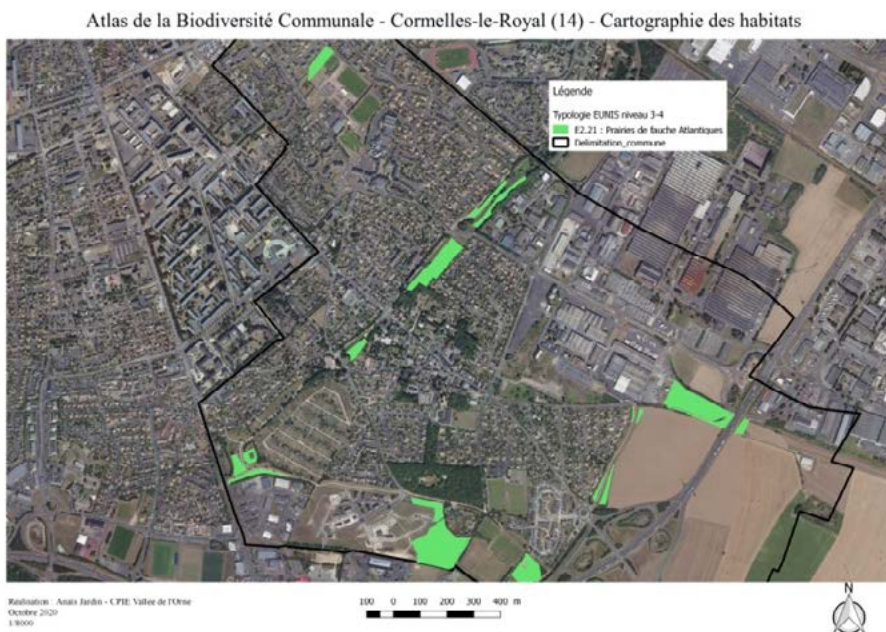 Atlas de la Biodiversité Communale - Cormelles-le-Royal (14) - Cartographie des habitats
Légende
Typologie EUNIS niveau 3-4
E2.21 : Prairies de fauche Atlantiques
Delimitation_commune
Réalisation : Anaïs Jardin - CPIE Vallée de l'Orne
Octobre 2020
1/8000
100 0 100 200 300 400 m
N